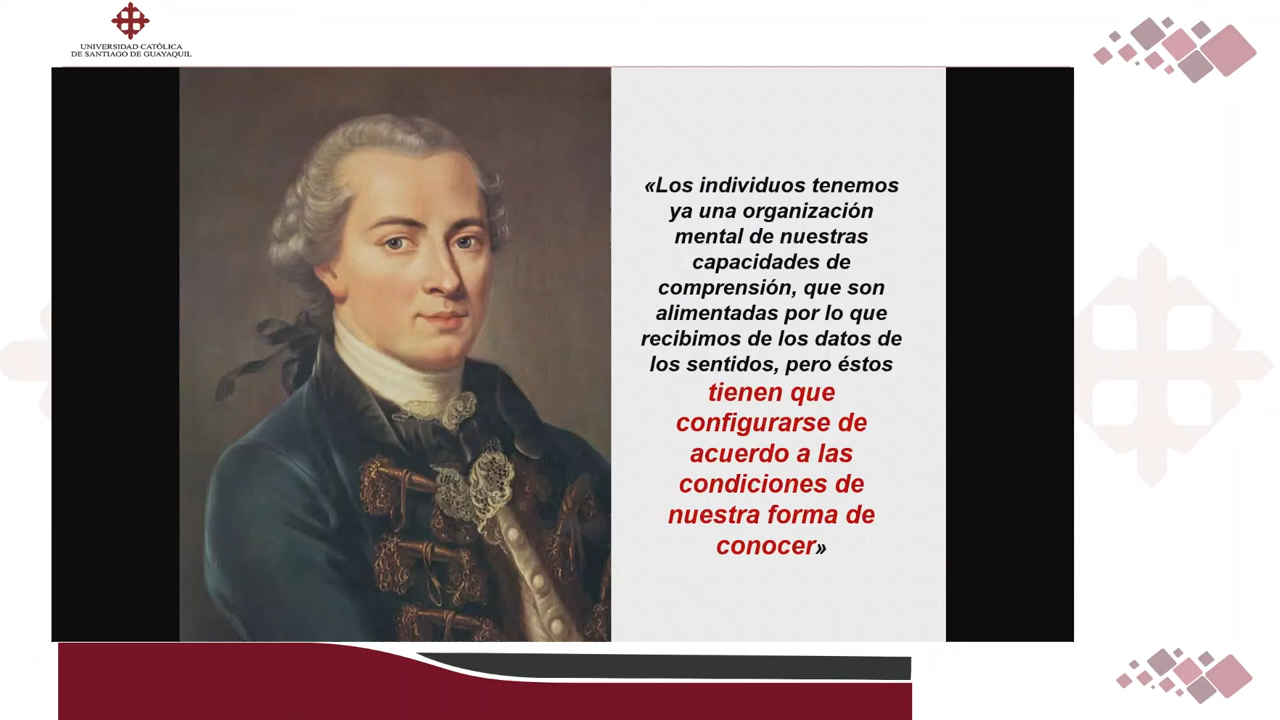 UNIVERSIDAD CATÓLICA
DE SANTIAGO DE GUAYAQUIL
«Los individuos tenemos
ya una organización
mental de nuestras
capacidades de
comprensión, que son
alimentadas por lo que
recibimos de los datos de
los sentidos, pero éstos
tienen que
configurarse de
acuerdo a las
condiciones de
nuestra forma de
conocer»